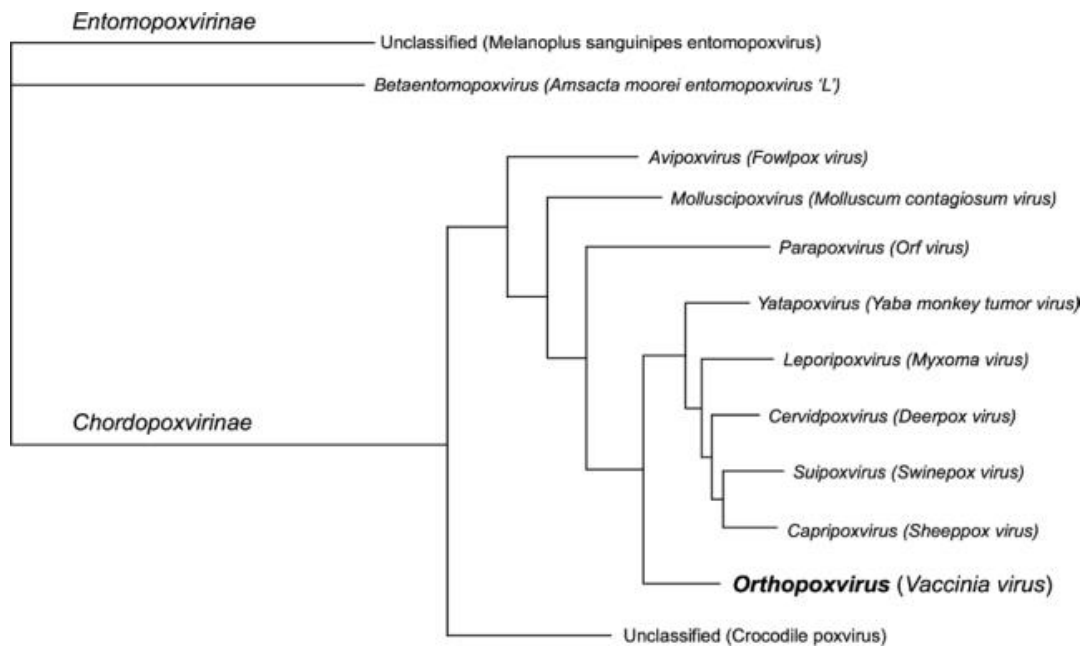 Entomopoxvirinae
Unclassified (Melanoplus sanguinipes entomopoxvirus)
Betaentomopoxvirus (Amsacta moorei entomopoxvirus ‘L’)
Avipoxvirus (Fowlpox virus)
Molluscipoxvirus (Molluscum contagiosum virus)
Parapoxvirus (Orf virus)
Yatapoxvirus (Yaba monkey tumor virus)
Leporipoxvirus (Myxoma virus)
Cervidpoxvirus (Deerpox virus)
Chordopoxvirinae
Suipoxvirus (Swinepox virus)
Capripoxvirus (Sheeppox virus)
Orthopoxvirus (Vaccinia virus)
Unclassified (Crocodile poxvirus)